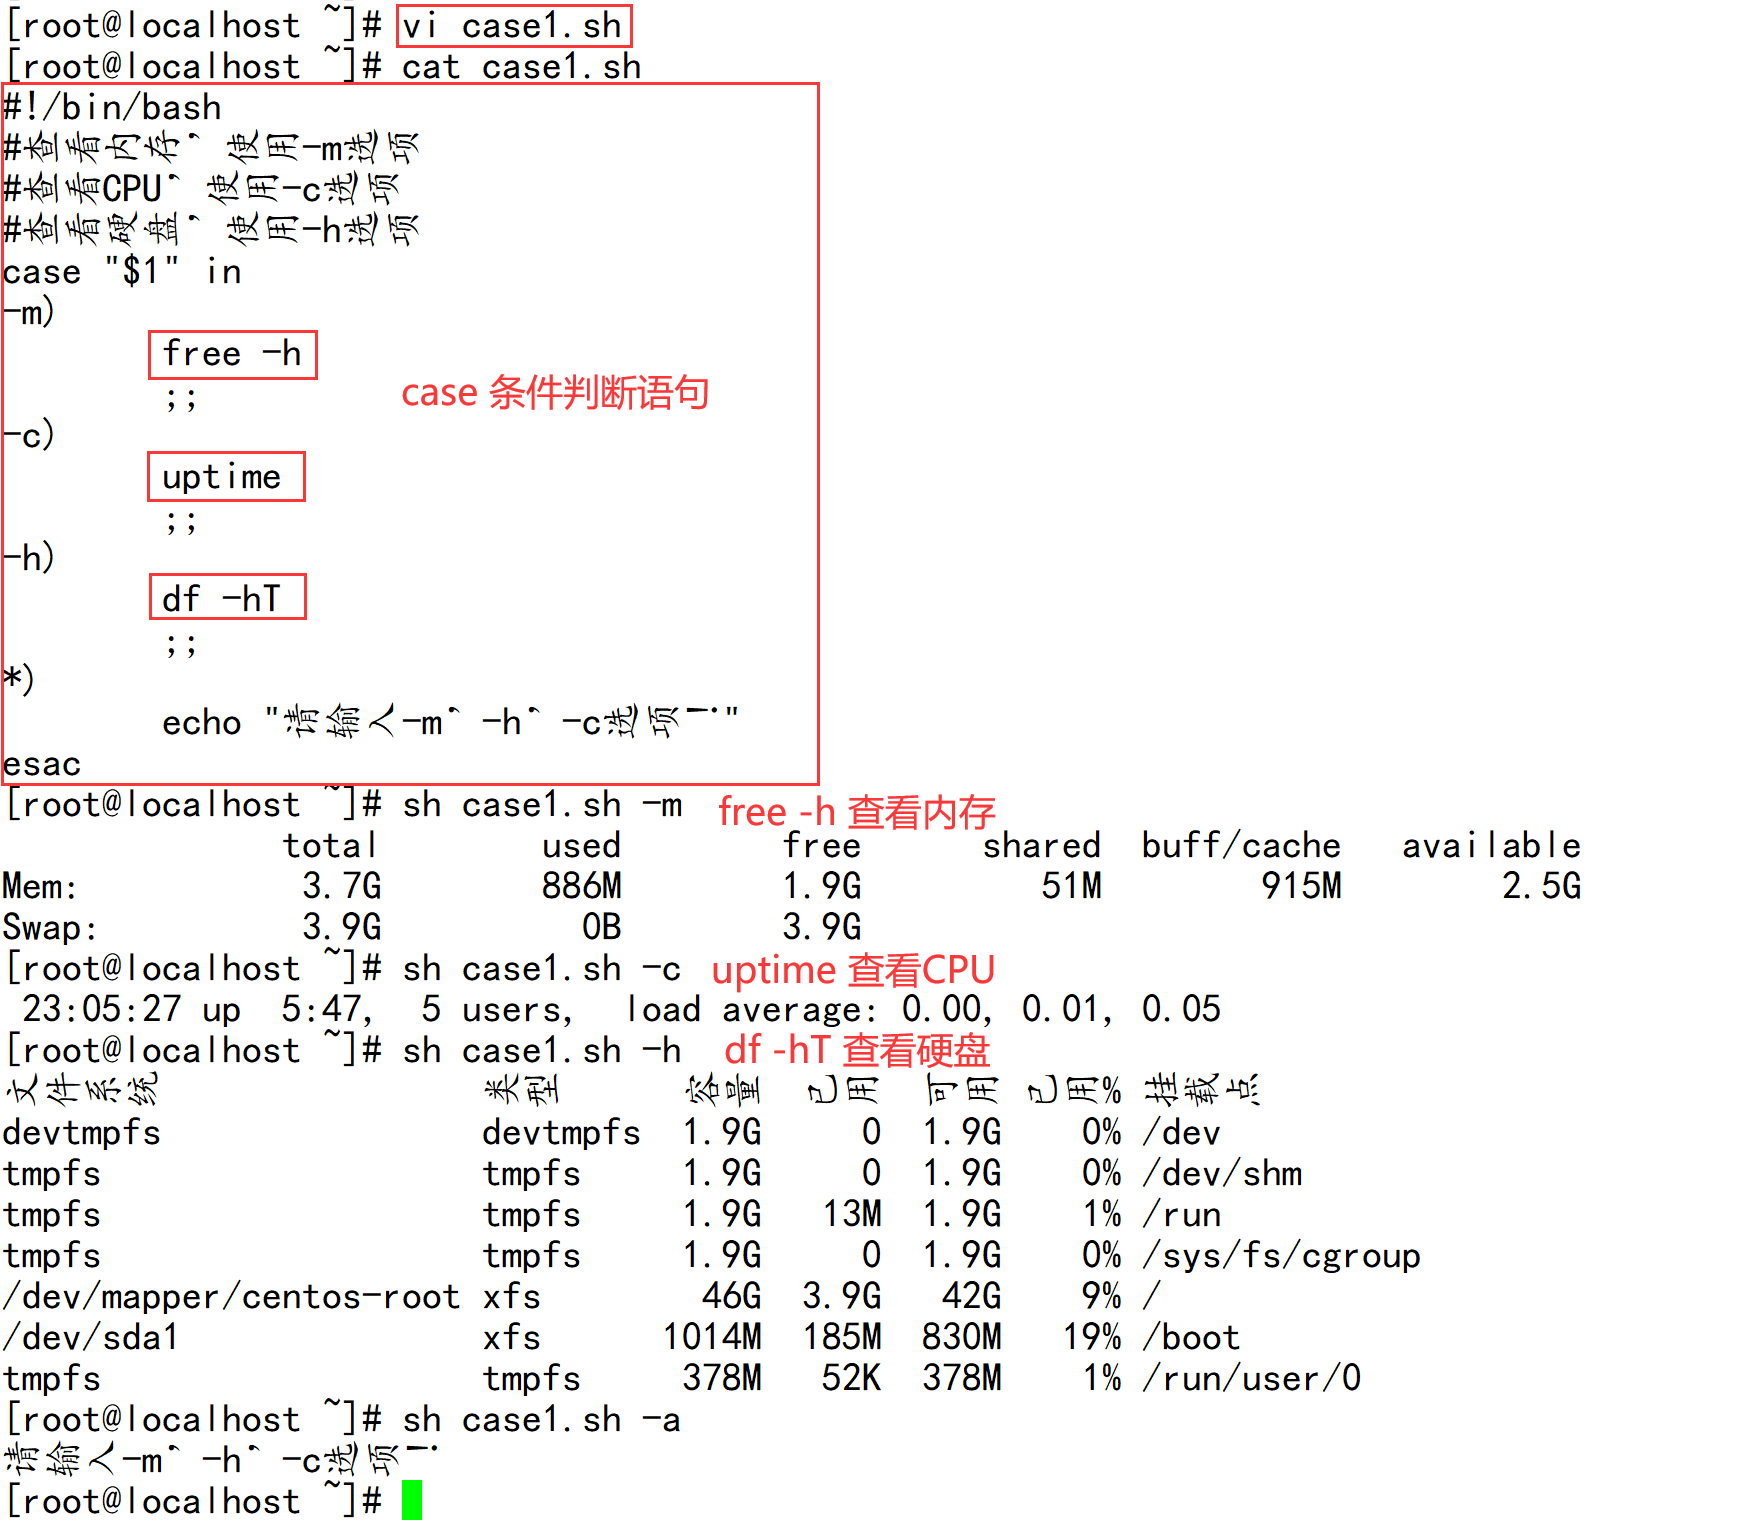 [root@localhost ~]# vi case1.sh
[root@localhost ~]# cat case1.sh
#!/bin/bash
#查看内存，使用-m选项
#查看CPU，使用-c选项
#查看硬盘，使用-h选项
case "$1" in
-m)
free -h
;;
case 条件判断语句
-c)
uptime
;;
-h)
df -hT
;;
*)
echo "请输入-m，-h，-c选项！"
esac
[root@localhost ~]# sh case1.sh -m free -h 查看内存
total used free shared buff/cache available
Mem: 3.7G 886M 1.9G 51M 915M 2.5G
Swap: 3.9G 0B 3.9G
[root@localhost ~]# sh case1.sh -c uptime 查看CPU
23:05:27 up 5:47, 5 users, load average: 0.00, 0.01, 0.05
[root@localhost ~]# sh case1.sh -h df -hT 查看硬盘
文件系统 类型 容量 已用 可用 已用% 挂载点
devtmpfs devtmpfs 1.9G 0 1.9G 0% /dev
tmpfs tmpfs 1.9G 0 1.9G 0% /dev/shm
tmpfs tmpfs 1.9G 13M 1.9G 1% /run
tmpfs tmpfs 1.9G 0 1.9G 0% /sys/fs/cgroup
/dev/mapper/centos-root xfs 46G 3.9G 42G 9% /
/dev/sda1 xfs 1014M 185M 830M 19% /boot
tmpfs tmpfs 378M 52K 378M 1% /run/user/0
[root@localhost ~]# sh case1.sh -a
请输入-m，-h，-c选项！
[root@localhost ~]#